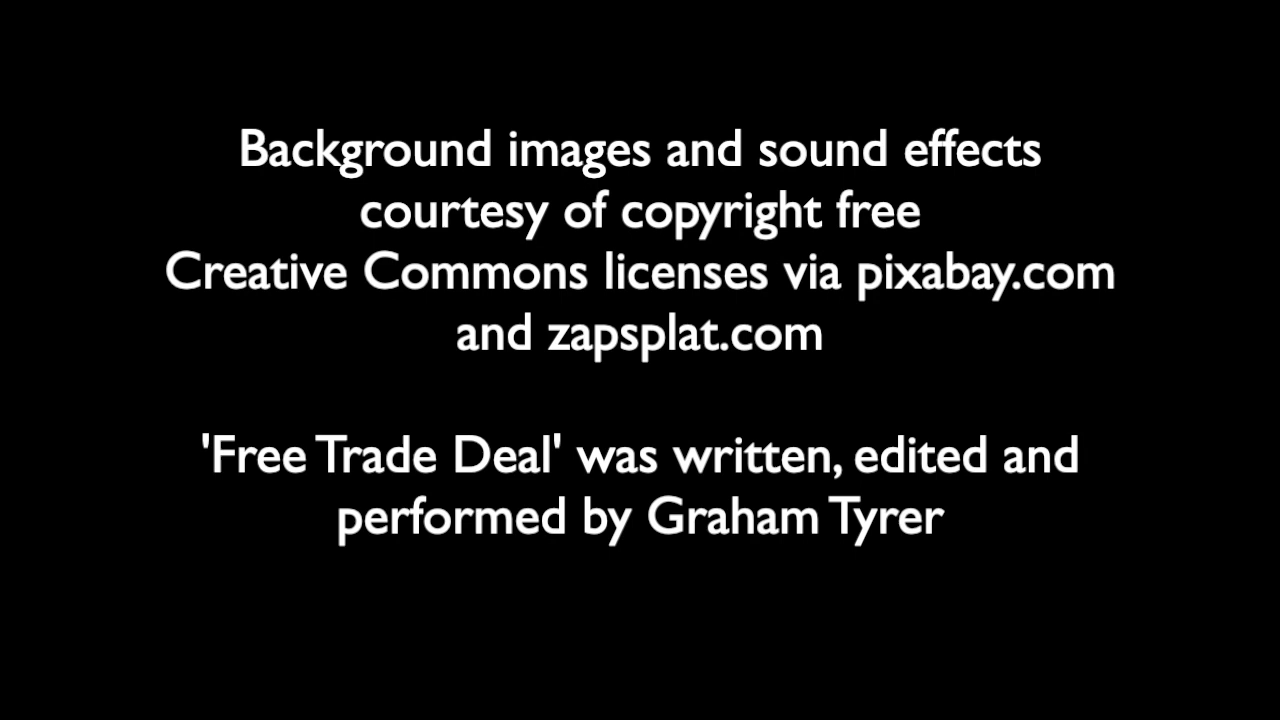 Background images and sound effects
courtesy of copyright free
Creative Commons licenses via pixabay.com
and zapsplat.com
'Free Trade Deal' was written, edited and
performed by Graham Tyrer